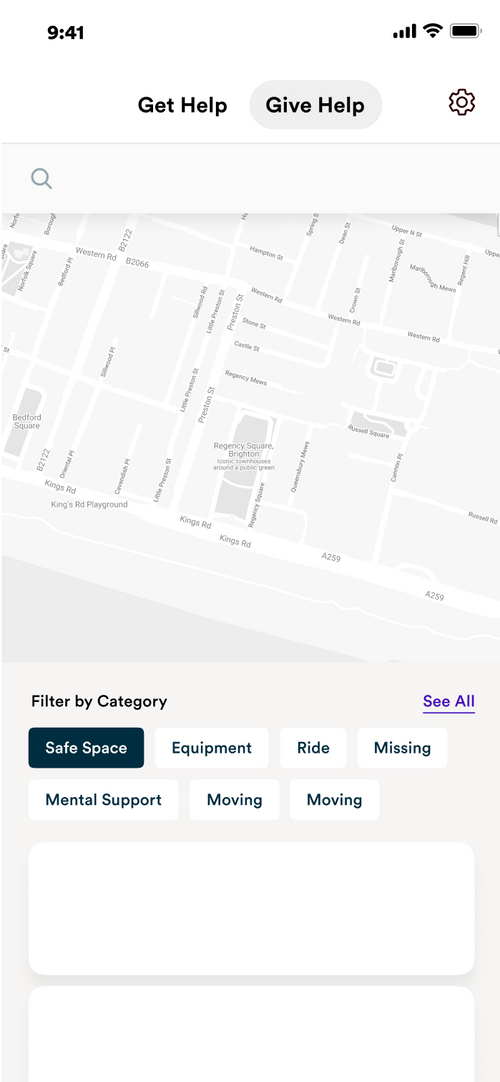 9:41
Get Help
Give Help
Norfo
Borou
B2122
Hampton St
Spring S
Dean St
Upper N St
Marlborough St
Marlborough Mews
Regent Hill
Uppe
Norfolk Square
Bedford Pl
Western Rd
B2066
Sillwood Rd
Little Preston St
Preston St
Western Rd
Crown St
Western Rd
Western Rd
Stone St
Castle St
Sillwood Pl
Regency Mews
Little Preston St
Preston St
Bedford
Square
Russell Square
Regency Square,
Brighton
Iconic townhouses
around a public green
B2122
Oriental Pl
Cavendish Pl
Little Preston St
Queensbury Mews
Cannon Pl
Kings Rd
King's Rd Playground
Regency Square
Russell Rd
Kings Rd
Kings Rd
A259
A259
Filter by Category
See All
Safe Space
Equipment
Ride
Missing
Mental Support
Moving
Moving